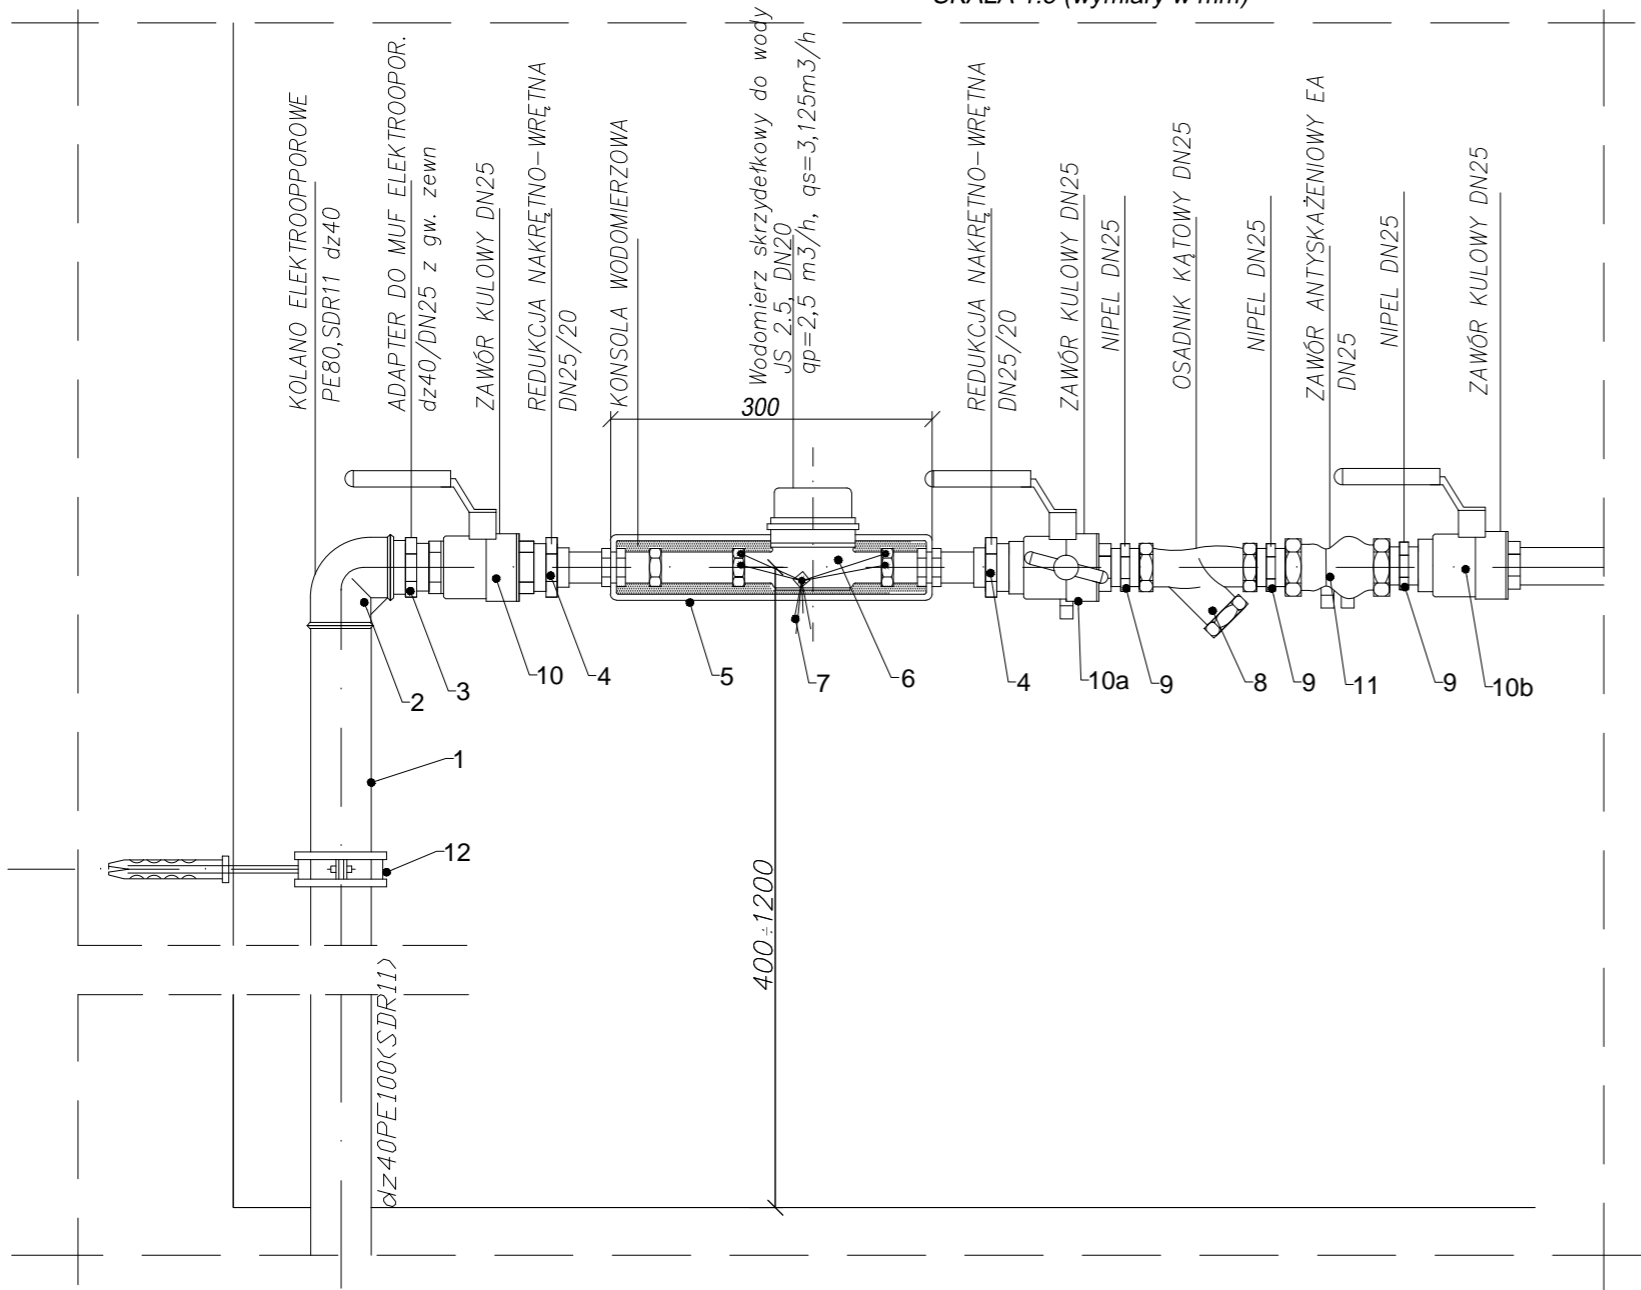 SKALA 1:5 (wymiary w mm)
KOLANO ELEKTROOPPOROWE
PE80,SDR11 dz40
ADAPTER DO MUF ELEKTROOPOR.
dz40/DN25 z gw. zewn
ZAWÓR KULOWY DN25
REDUKCJA NAKRĘTNO-WRĘTNA
DN25/20
KONSOLA WODOMIERZOWA
Wodomierz skrzydełkowy do wody
JS 2.5, DN20
qp=2,5 m3/h, qs=3,125m3/h
REDUKCJA NAKRĘTNO-WRĘTNA
DN25/20
ZAWÓR KULOWY DN25
NIPEL DN25
OSADNIK KĄTOWY DN25
NIPEL DN25
ZAWÓR ANTYSKAŻENIOWY EA
DN25
NIPEL DN25
ZAWÓR KULOWY DN25
300
2
3
10
4
5
7
6
4
10a
9
8
9
11
9
10b
1
12
400÷1200
dz40PE100(SDR11)